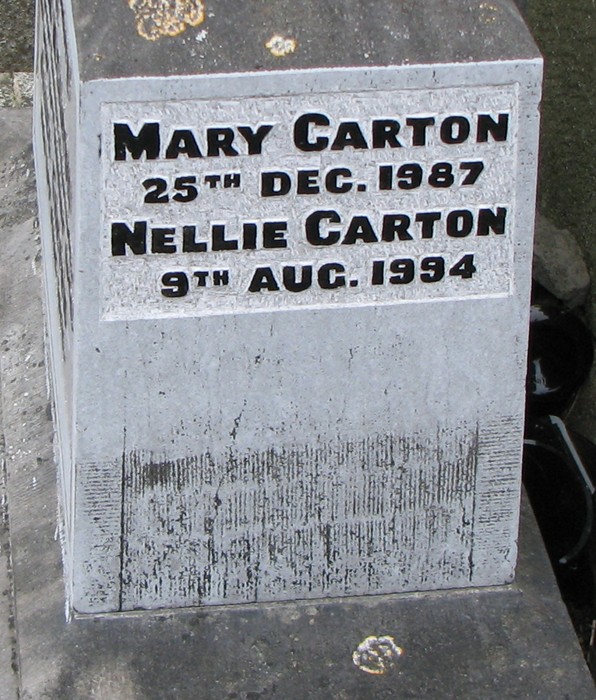 MARY CARTON
25TH DEC. 1987
NELLIE CARTON
9TH AUG. 1994